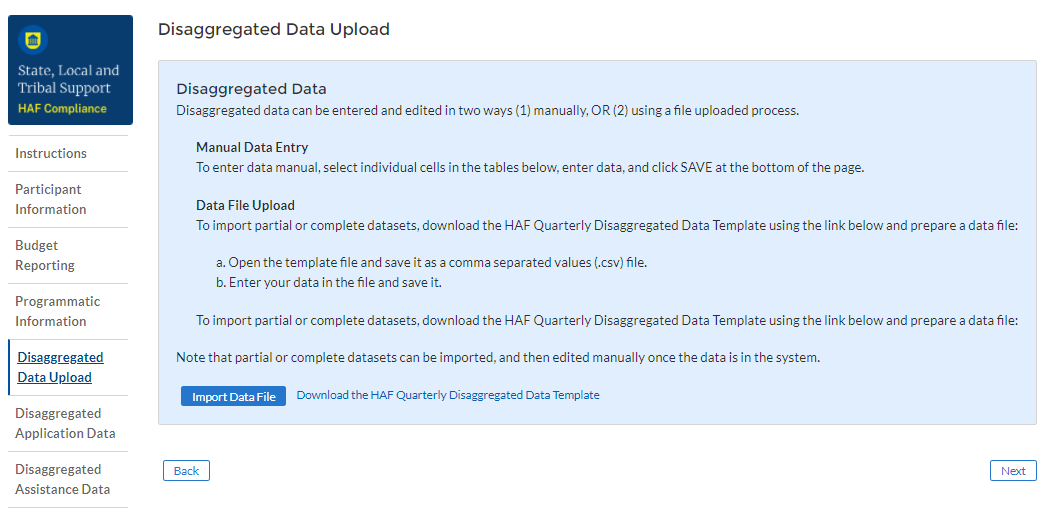 State, Local and
Tribal Support
HAF Compliance
Instructions
Participant
Information
Budget
Reporting
Programmatic
Information
Disaggregated
Data Upload
Disaggregated
Application Data
Disaggregated
Assistance Data
Disaggregated Data Upload
Disaggregated Data
Disaggregated data can be entered and edited in two ways (1) manually, OR (2) using a file uploaded process.
Manual Data Entry
To enter data manual, select individual cells in the tables below, enter data, and click SAVE at the bottom of the page.
Data File Upload
To import partial or complete datasets, download the HAF Quarterly Disaggregated Data Template using the link below and prepare a data file:
a. Open the template file and save it as a comma separated values (.csv) file.
b. Enter your data in the file and save it.
To import partial or complete datasets, download the HAF Quarterly Disaggregated Data Template using the link below and prepare a data file:
Note that partial or complete datasets can be imported, and then edited manually once the data is in the system.
Import Data File Download the HAF Quarterly Disaggregated Data Template
Back Next